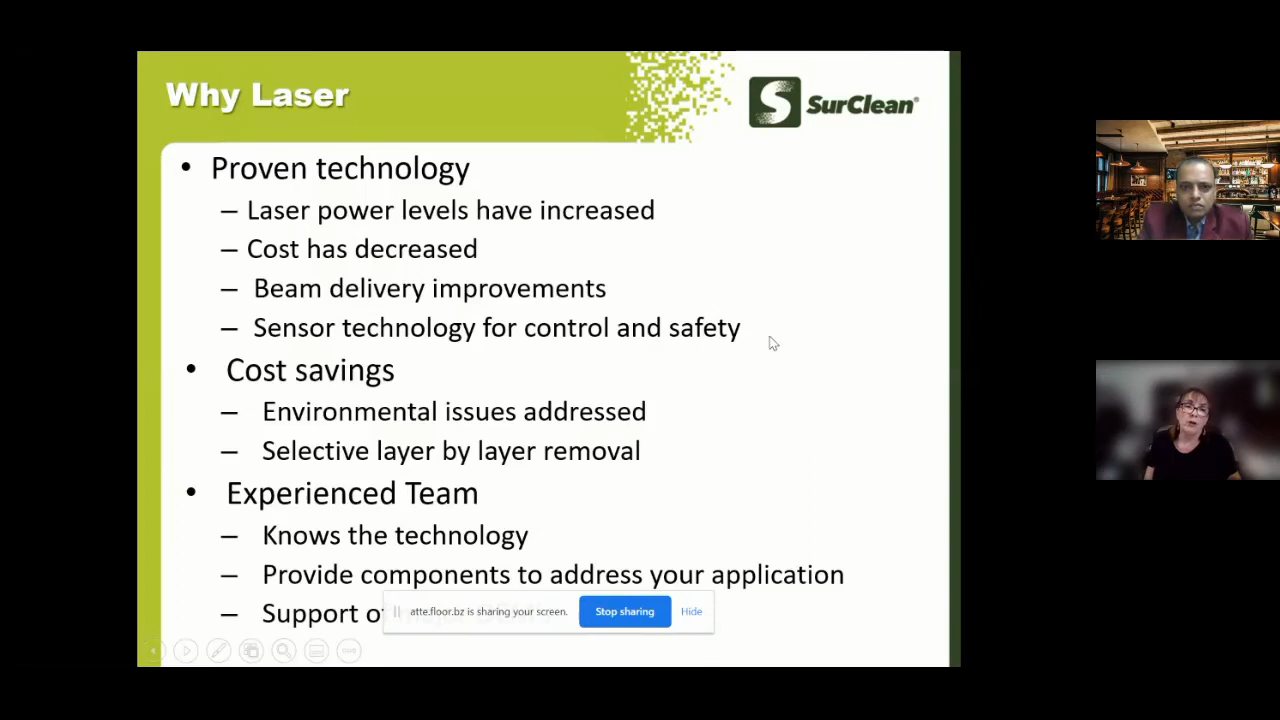 Why Laser
SurClean®
• Proven technology
– Laser power levels have increased
– Cost has decreased
– Beam delivery improvements
– Sensor technology for control and safety
• Cost savings
– Environmental issues addressed
– Selective layer by layer removal
• Experienced Team
– Knows the technology
– Provide components to address your application
– Support
atte.floor.bz is sharing your screen.
Stop sharing
Hide